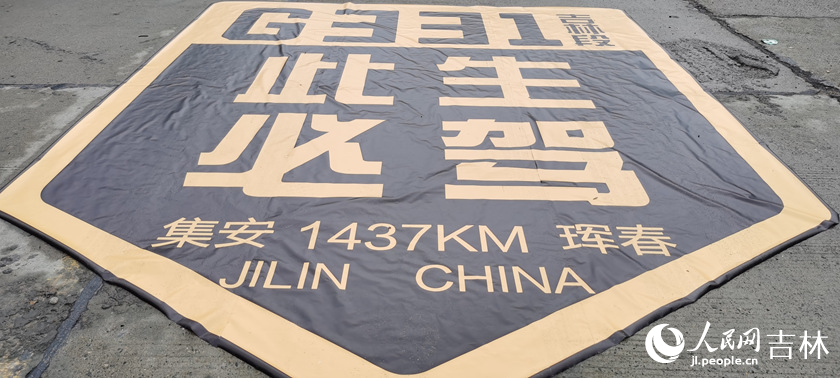 G331 吉林段
此生
必驾
集安 1437KM 珲春
JILIN CHINA
人民网 吉林
jl.people.cn